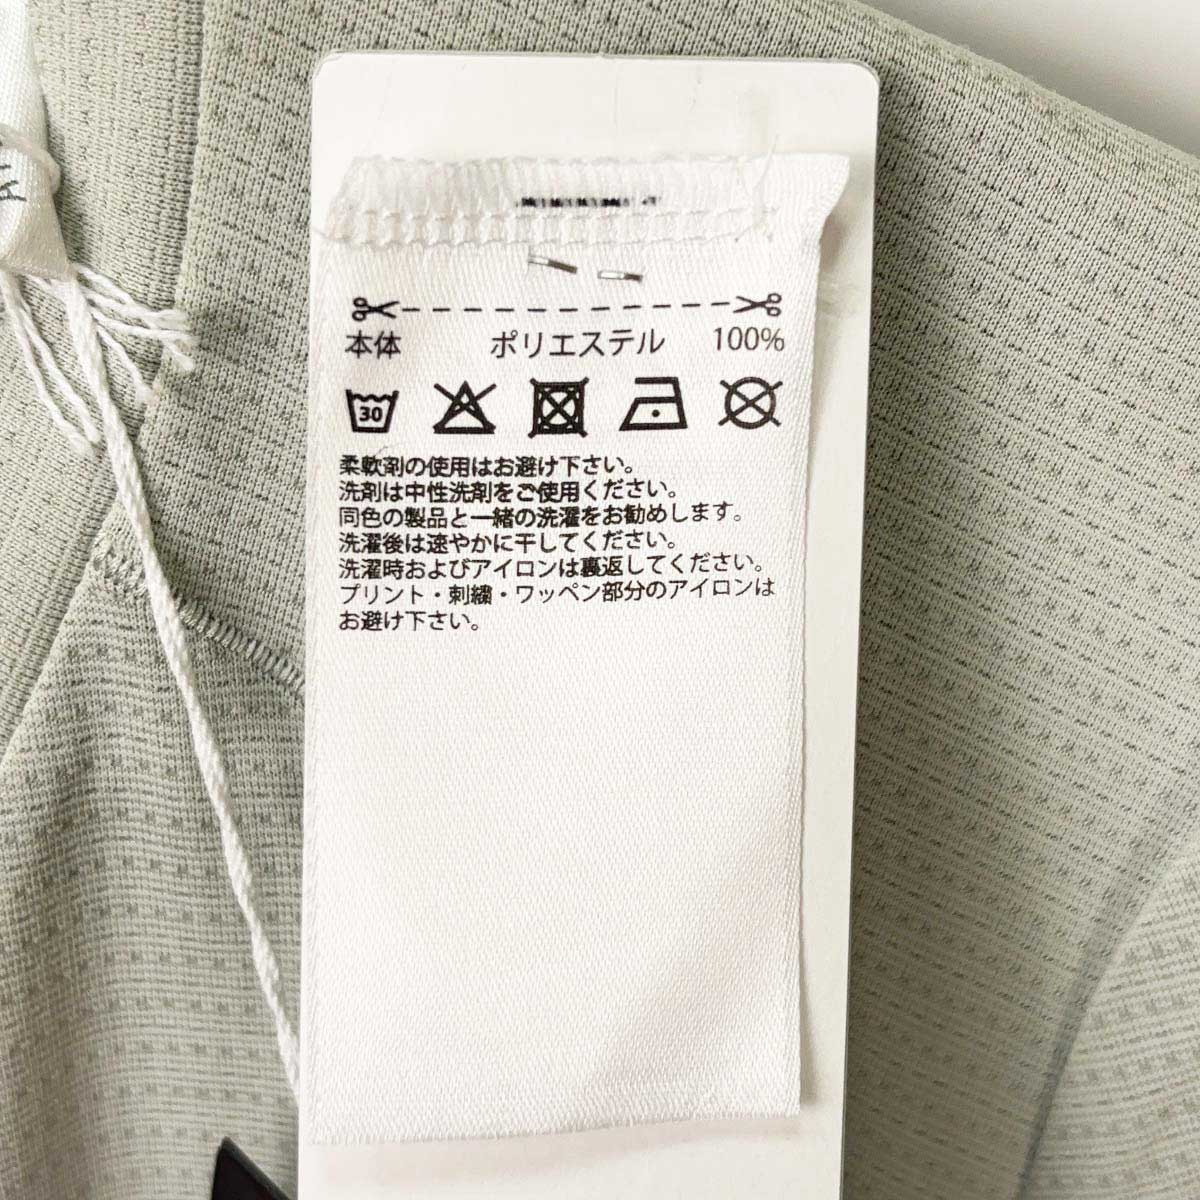 本体 ポリエステル 100%
30
柔軟剤の使用はお避け下さい。
洗剤は中性洗剤をご使用ください。
同色の製品と一緒の洗濯をお勧めします。
洗濯後は速やかに干してください。
洗濯時およびアイロンは裏返してください。
プリント・刺繍・ワッペン部分のアイロンは
お避け下さい。